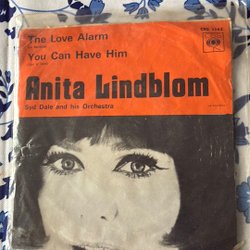 The Love Alarm
You Can Have Him
CBS
Anita Lindblom
Syd Dale and his Orchestra